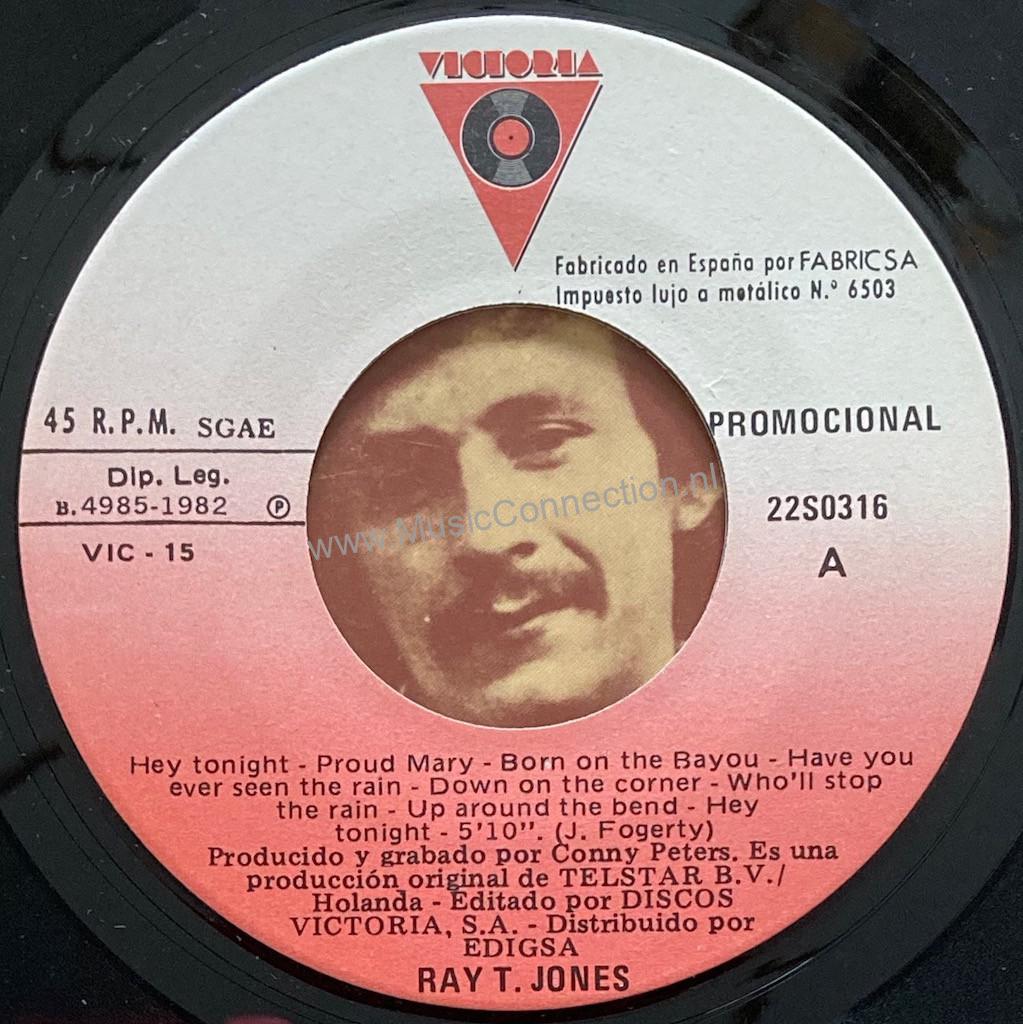 VICTORIA
Fabricado en España por FABRICSA
Impuesto lujo a metálico N.º 6503
45 R.P.M. SGAE
PROMOCIONAL
Dip. Leg.
B. 4985-1982 Ⓟ
22S0316
VIC - 15
A
www.MusicConnection.nl
Hey tonight - Proud Mary - Born on the Bayou - Have you
ever seen the rain - Down on the corner - Who'll stop
the rain - Up around the bend - Hey
tonight - 5'10". (J. Fogerty)
Producido y grabado por Conny Peters. Es una
producción original de TELSTAR B.V./
Holanda - Editado por DISCOS
VICTORIA, S.A. - Distribuido por
EDIGSA
RAY T. JONES